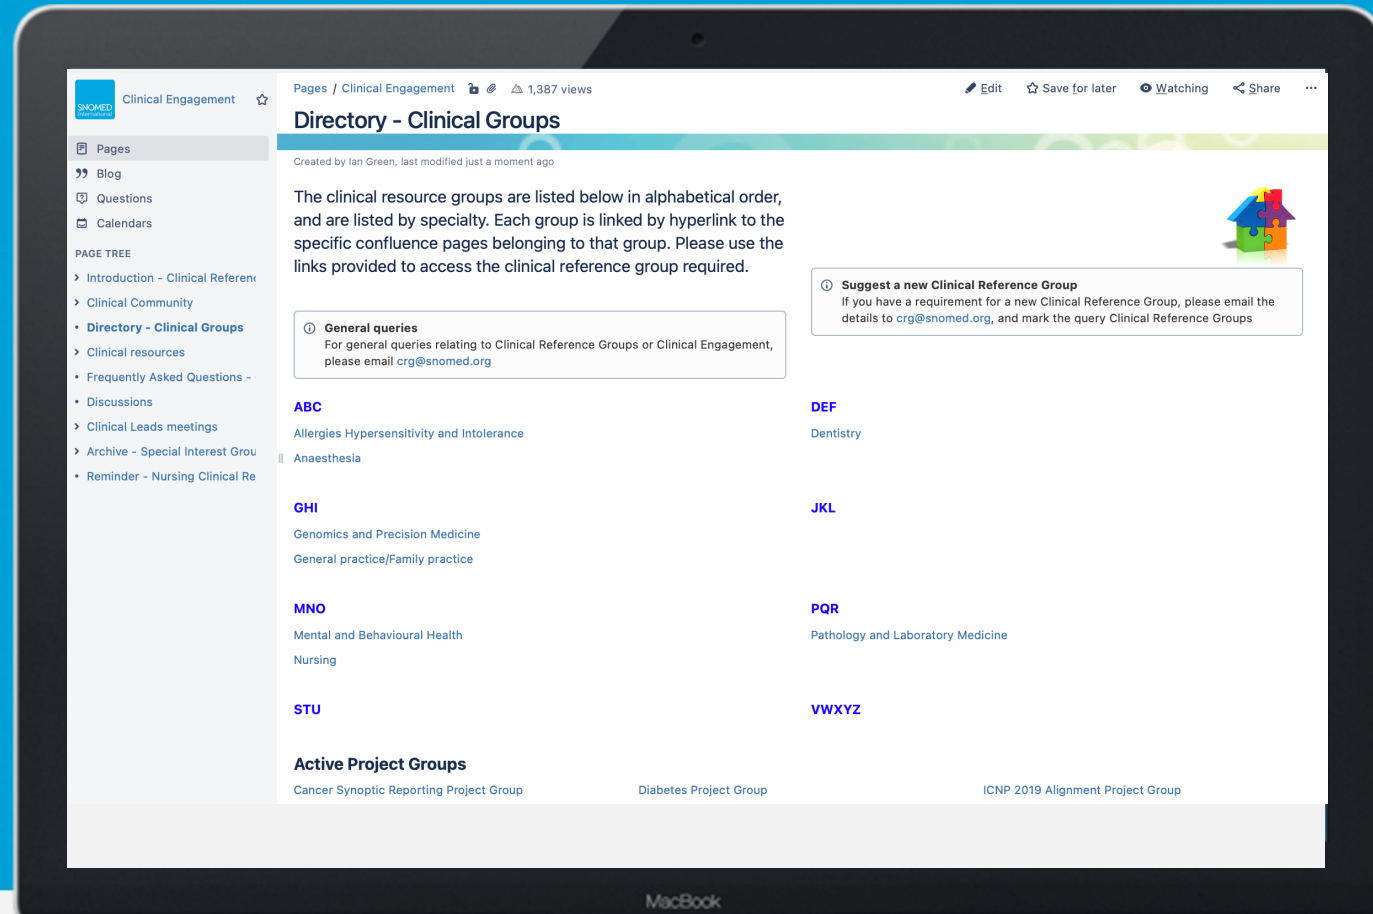 SNOMED
International
Clinical Engagement
Pages
Blog
Questions
Calendars
PAGE TREE
Introduction - Clinical Referenc
Clinical Community
Directory - Clinical Groups
Clinical resources
Frequently Asked Questions -
Discussions
Clinical Leads meetings
Archive - Special Interest Grou
Reminder - Nursing Clinical Re
Pages / Clinical Engagement 1,387 views
Edit Save for later Watching Share ...
Directory - Clinical Groups
Created by Ian Green, last modified just a moment ago
The clinical resource groups are listed below in alphabetical order,
and are listed by specialty. Each group is linked by hyperlink to the
specific confluence pages belonging to that group. Please use the
links provided to access the clinical reference group required.
General queries
For general queries relating to Clinical Reference Groups or Clinical Engagement,
please email crg@snomed.org
Suggest a new Clinical Reference Group
If you have a requirement for a new Clinical Reference Group, please email the
details to crg@snomed.org, and mark the query Clinical Reference Groups
ABC
Allergies Hypersensitivity and Intolerance
Anaesthesia
DEF
Dentistry
GHI
Genomics and Precision Medicine
General practice/Family practice
JKL
MNO
Mental and Behavioural Health
Nursing
PQR
Pathology and Laboratory Medicine
STU
VWXYZ
Active Project Groups
Cancer Synoptic Reporting Project Group
Diabetes Project Group
ICNP 2019 Alignment Project Group
MacBook